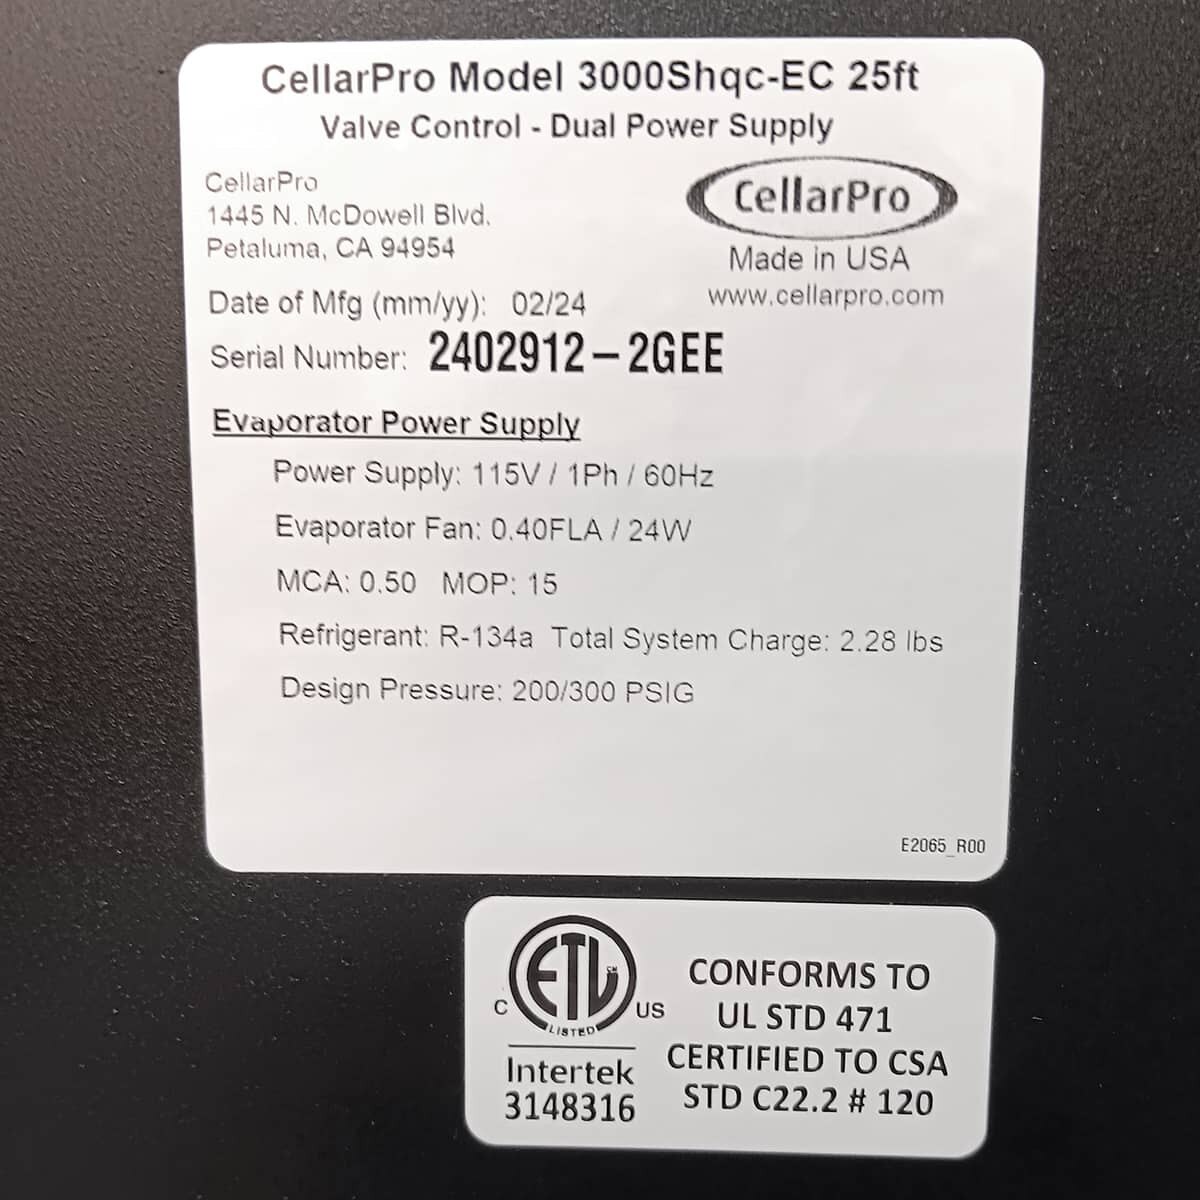 CellarPro Model 3000Shqc-EC 25ft
Valve Control - Dual Power Supply
CellarPro
1445 N. McDowell Blvd.
Petaluma, CA 94954
CellarPro
Made in USA
www.cellarpro.com
Date of Mfg (mm/yy): 02/24
Serial Number: 2402912-2GEE
Evaporator Power Supply
Power Supply: 115V / 1Ph / 60Hz
Evaporator Fan: 0.40FLA / 24W
MCA: 0.50 MOP: 15
Refrigerant: R-134a Total System Charge: 2.28 lbs
Design Pressure: 200/300 PSIG
E2065_R00
ETL CM
C US
LISTED
Intertek
3148316
CONFORMS TO
UL STD 471
CERTIFIED TO CSA
STD C22.2 # 120